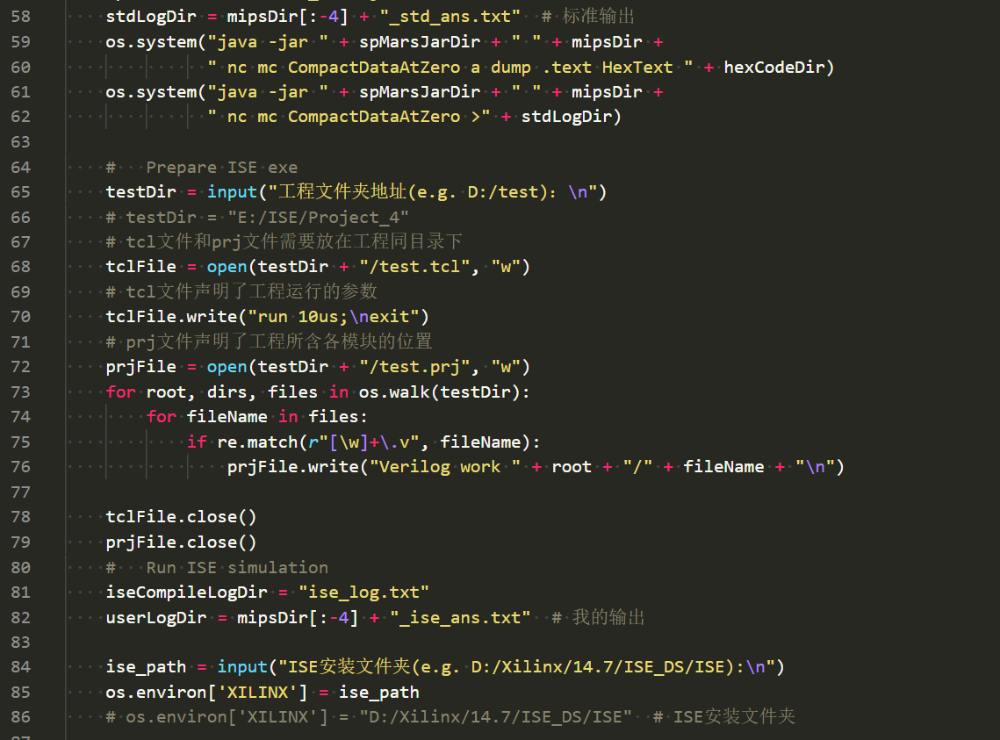 58 stdLogDir = mipsDir[:-4] + "_std_ans.txt"  # 标准输出
59 os.system("java -jar " + spMarsJarDir + " " + mipsDir +
60 " nc mc CompactDataAtZero a dump .text HexText " + hexCodeDir)
61 os.system("java -jar " + spMarsJarDir + " " + mipsDir +
62 " nc mc CompactDataAtZero >" + stdLogDir)
63
64 #   Prepare ISE exe
65 testDir = input("工程文件夹地址(e.g. D:/test): \n")
66 # testDir = "E:/ISE/Project_4"
67 # tcl文件和prj文件需要放在工程同目录下
68 tclFile = open(testDir + "/test.tcl", "w")
69 # tcl文件声明了工程运行的参数
70 tclFile.write("run 10us;\nexit")
71 # prj文件声明了工程所含各模块的位置
72 prjFile = open(testDir + "/test.prj", "w")
73 for root, dirs, files in os.walk(testDir):
74 for fileName in files:
75 if re.match(r"[\w]+\.v", fileName):
76 prjFile.write("Verilog work " + root + "/" + fileName + "\n")
77
78 tclFile.close()
79 prjFile.close()
80 #   Run ISE simulation
81 iseCompileLogDir = "ise_log.txt"
82 userLogDir = mipsDir[:-4] + "_ise_ans.txt"  # 我的输出
83
84 ise_path = input("ISE安装文件夹(e.g. D:/Xilinx/14.7/ISE_DS/ISE):\n")
85 os.environ['XILINX'] = ise_path
86 # os.environ['XILINX'] = "D:/Xilinx/14.7/ISE_DS/ISE"  # ISE安装文件夹